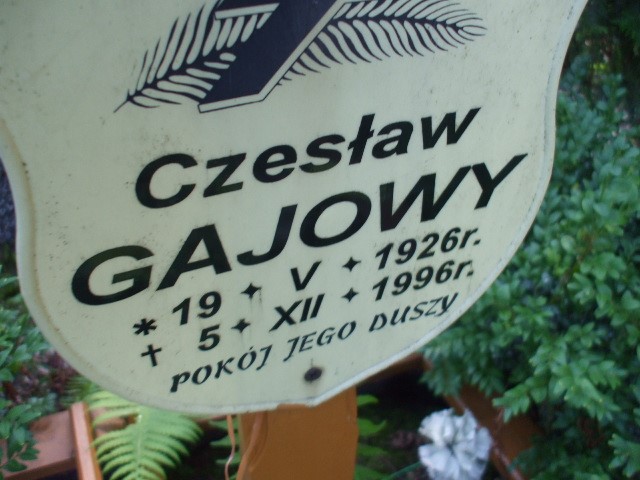 Czesław
GAJOWY
* 19 ✦ V ✦ 1926r.
✝ 5 ✦ XII ✦ 1996r.
POKÓJ JEGO DUSZY